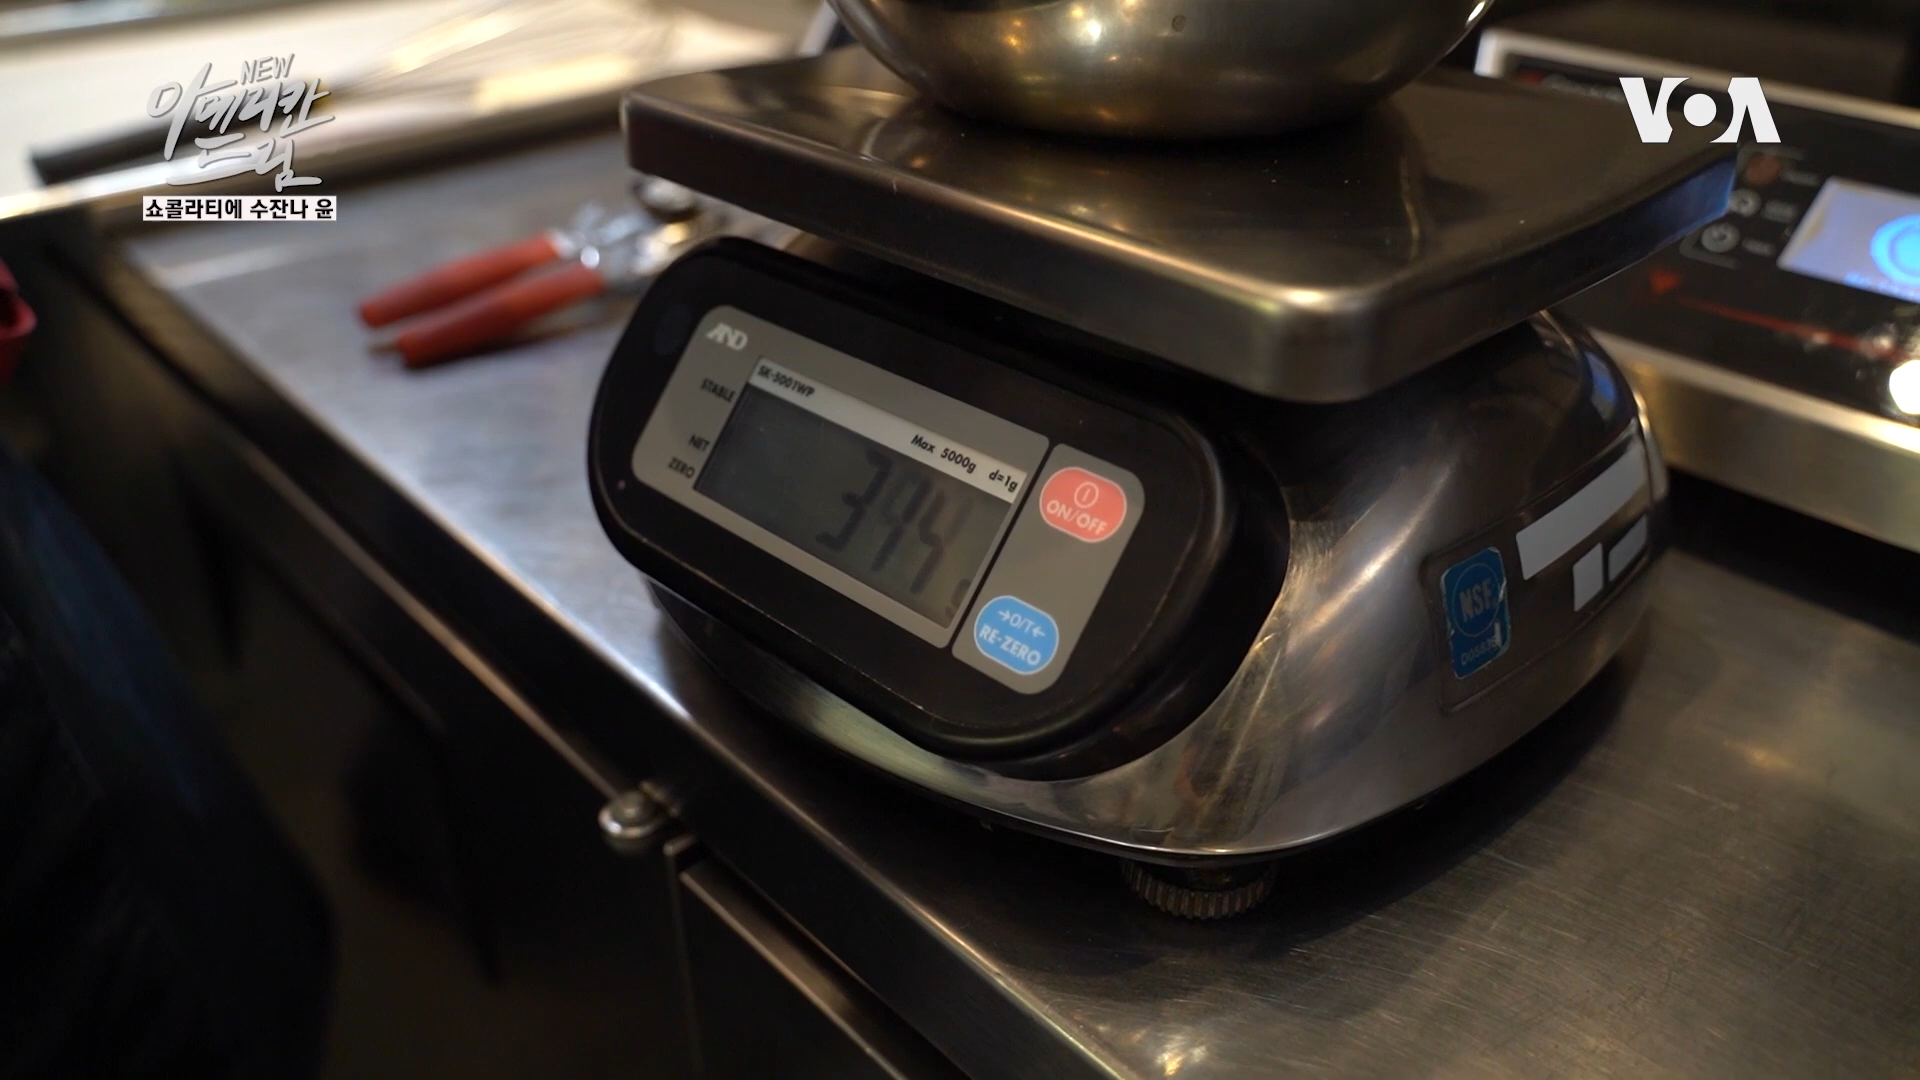 NEW
아메리칸
드림
쇼콜라티에 수잔나 윤
VOA
AND
SK-5001WP
Max 5000g d=1g
STABLE
NET
ZERO
344 g
ON/OFF
→0/T←
RE-ZERO
NSF